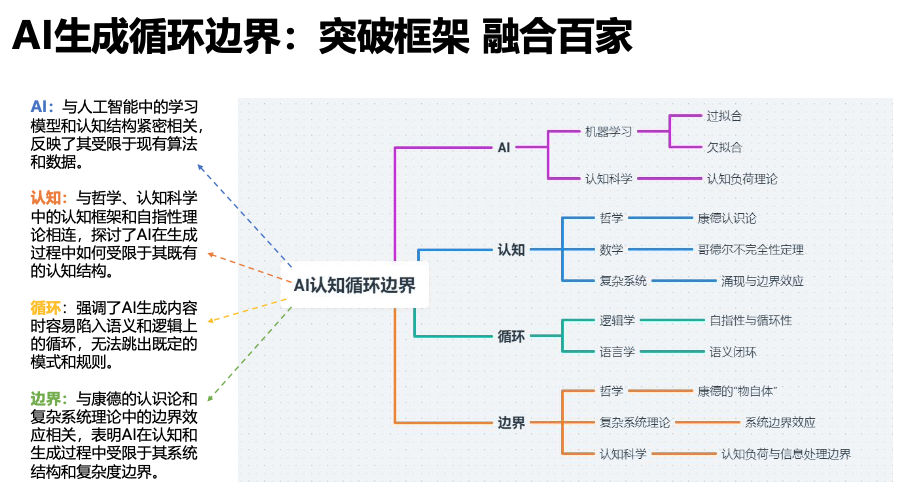 AI生成循环边界：突破框架 融合百家
AI：与人工智能中的学习
模型和认知结构紧密相关，
反映了其受限于现有算法
和数据。
认知：与哲学、认知科学
中的认知框架和自指性理
论相连，探讨了AI在生成
过程中如何受限于其既有
的认知结构。
循环：强调了AI生成内容
时容易陷入语义和逻辑上
的循环，无法跳出既定的
模式和规则。
边界：与康德的认识论和
复杂系统理论中的边界效
应相关，表明AI在认知和
生成过程中受限于其系统
结构和复杂度边界。
AI认知循环边界
AI
机器学习
过拟合
欠拟合
认知科学
认知负荷理论
认知
哲学
康德认识论
数学
哥德尔不完全性定理
复杂系统
涌现与边界效应
循环
逻辑学
自指性与循环性
语言学
语义闭环
边界
哲学
康德的“物自体”
复杂系统理论
系统边界效应
认知科学
认知负荷与信息处理边界